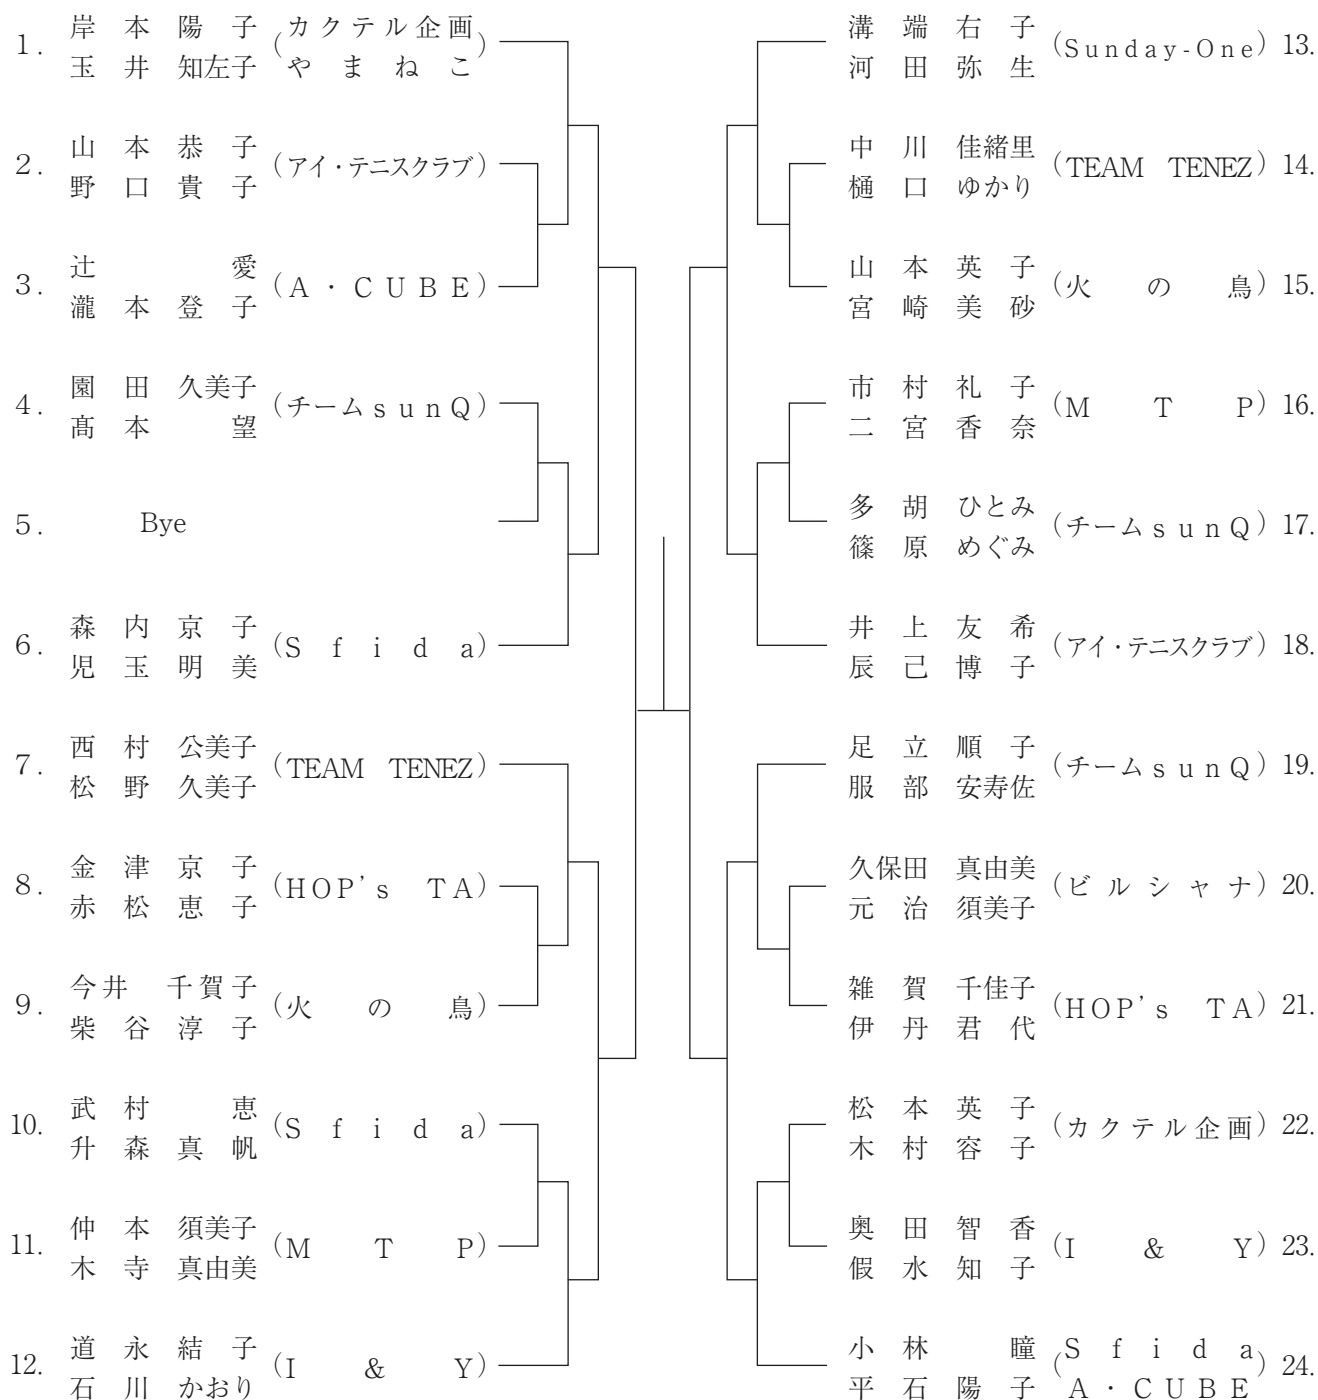 1. 岸本陽子 (カクテル企画
玉井知左子 やまねこ)
2. 山本恭子 (アイ・テニスクラブ)
野口貴子
3. 辻愛 (A・CUBE)
瀧本登子
4. 園田久美子 (チームsunQ)
髙本望
5. Bye
6. 森内京子 (Sfida)
児玉明美
7. 西村公美子 (TEAM TENEZ)
松野久美子
8. 金津京子 (HOP's TA)
赤松恵子
9. 今井千賀子 (火の鳥)
柴谷淳子
10. 武村恵 (Sfida)
升森真帆
11. 仲本須美子 (MTP)
木寺真由美
12. 道永結子 (I&Y)
石川かおり
溝端右子 (Sunday-One) 13.
河田弥生
中川佳緒里 (TEAM TENEZ) 14.
樋口ゆかり
山本英子 (火の鳥) 15.
宮崎美砂
市村礼子 (MTP) 16.
二宮香奈
多胡ひとみ (チームsunQ) 17.
篠原めぐみ
井上友希 (アイ・テニスクラブ) 18.
辰己博子
足立順子 (チームsunQ) 19.
服部安寿佐
久保田真由美 (ビルシャナ) 20.
元治須美子
雑賀千佳子 (HOP's TA) 21.
伊丹君代
松本英子 (カクテル企画) 22.
木村容子
奥田智香 (I&Y) 23.
假水知子
小林瞳 (Sfida
平石陽子 A・CUBE) 24.